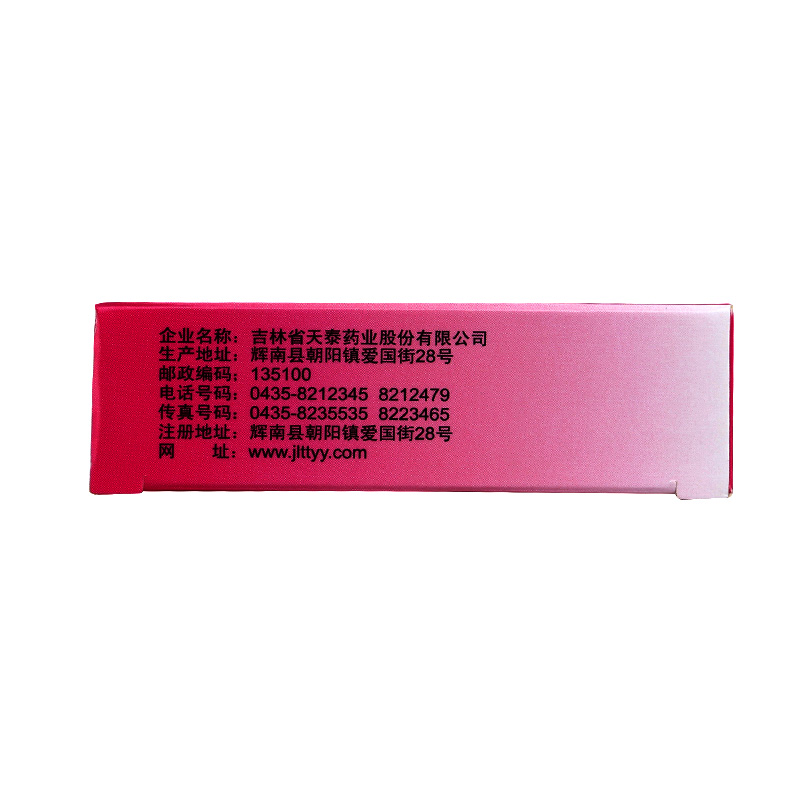 企业名称：吉林省天泰药业股份有限公司
生产地址：辉南县朝阳镇爱国街28号
邮政编码：135100
电话号码：0435-8212345 8212479
传真号码：0435-8235535 8223465
注册地址：辉南县朝阳镇爱国街28号
网 址：www.jlttyy.com